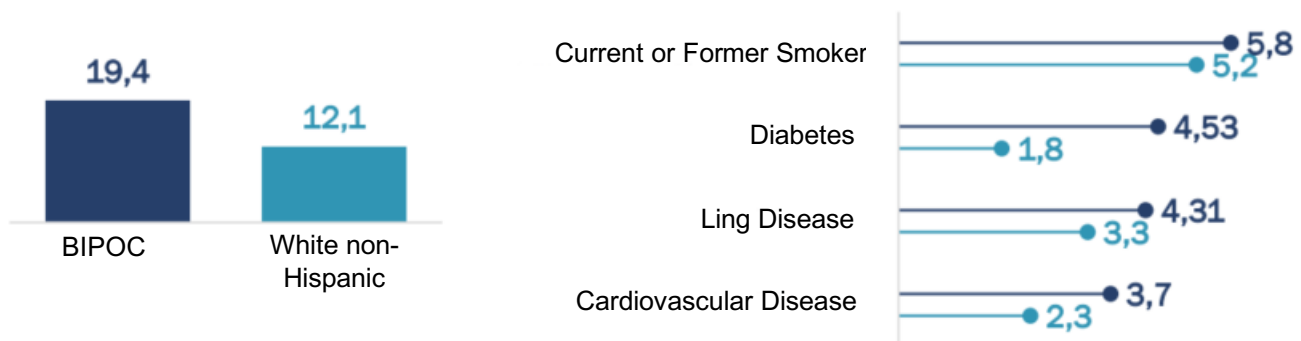 19,4
12,1
BIPOC
White non-
Hispanic
Current or Former Smoker
5,8
5,2
Diabetes
4,53
1,8
Ling Disease
4,31
3,3
Cardiovascular Disease
3,7
2,3